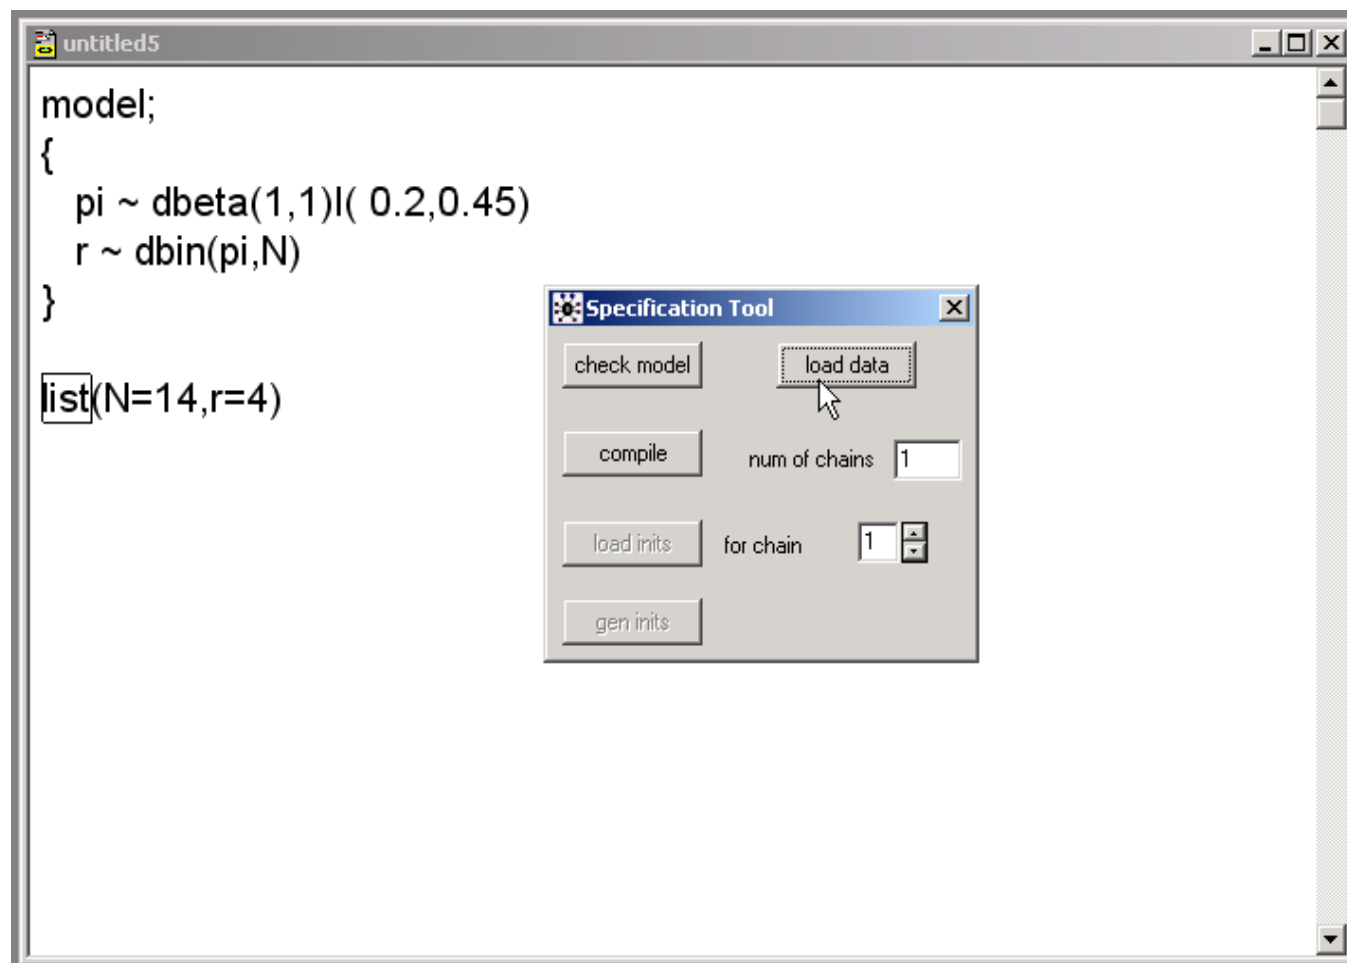 untitled5
model;
{
pi ~ dbeta(1,1)I( 0.2,0.45)
r ~ dbin(pi,N)
}
list(N=14,r=4)
Specification Tool
check model
load data
compile
num of chains 1
load inits
for chain 1
gen inits